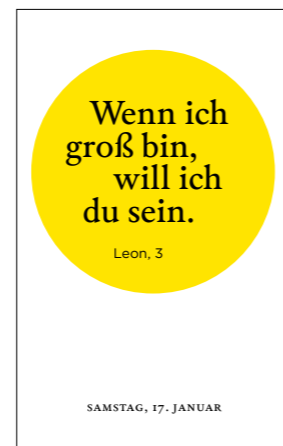 Wenn ich
groß bin,
will ich
du sein.
Leon, 3
SAMSTAG, 17. JANUAR